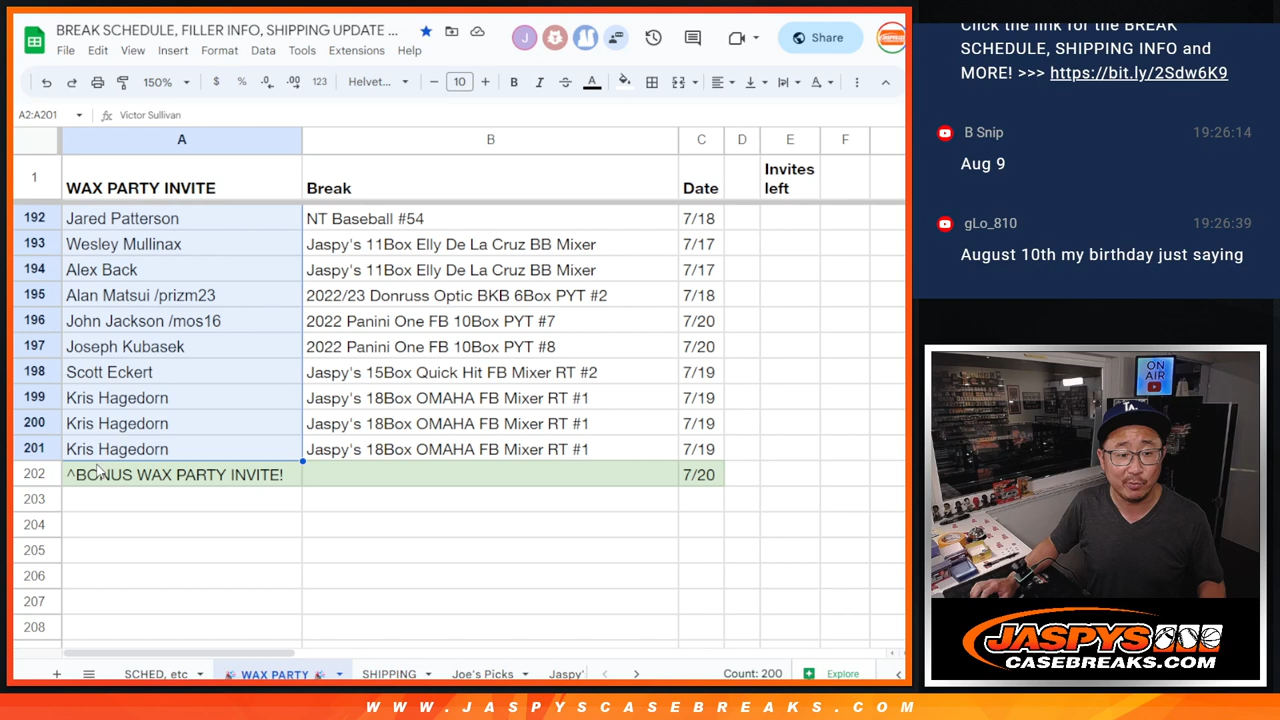 BREAK SCHEDULE, FILLER INFO, SHIPPING UPDATE ...
File Edit View Insert Format Data Tools Extensions Help
J
Share
150% $ % .0 .00 123 Helvet... − 10 + B I S A
A2:A201 fx Victor Sullivan
A B C D E F
1 WAX PARTY INVITE Break Date Invites left
192 Jared Patterson NT Baseball #54 7/18
193 Wesley Mullinax Jaspy's 11Box Elly De La Cruz BB Mixer 7/17
194 Alex Back Jaspy's 11Box Elly De La Cruz BB Mixer 7/17
195 Alan Matsui /prizm23 2022/23 Donruss Optic BKB 6Box PYT #2 7/18
196 John Jackson /mos16 2022 Panini One FB 10Box PYT #7 7/20
197 Joseph Kubasek 2022 Panini One FB 10Box PYT #8 7/20
198 Scott Eckert Jaspy's 15Box Quick Hit FB Mixer RT #2 7/19
199 Kris Hagedorn Jaspy's 18Box OMAHA FB Mixer RT #1 7/19
200 Kris Hagedorn Jaspy's 18Box OMAHA FB Mixer RT #1 7/19
201 Kris Hagedorn Jaspy's 18Box OMAHA FB Mixer RT #1 7/19
202 ^BONUS WAX PARTY INVITE! 7/20
203
204
205
206
207
208
SCHED, etc WAX PARTY SHIPPING Joe's Picks Jaspy' Count: 200 Explore
Click the link for the BREAK
SCHEDULE, SHIPPING INFO and
MORE! >>> https://bit.ly/2Sdw6K9
B Snip 19:26:14
Aug 9
gLo_810 19:26:39
August 10th my birthday just saying
ON
AIR
LA
JASPYS
CASEBREAKS.COM
WWW.JASPYSCASEBREAKS.COM